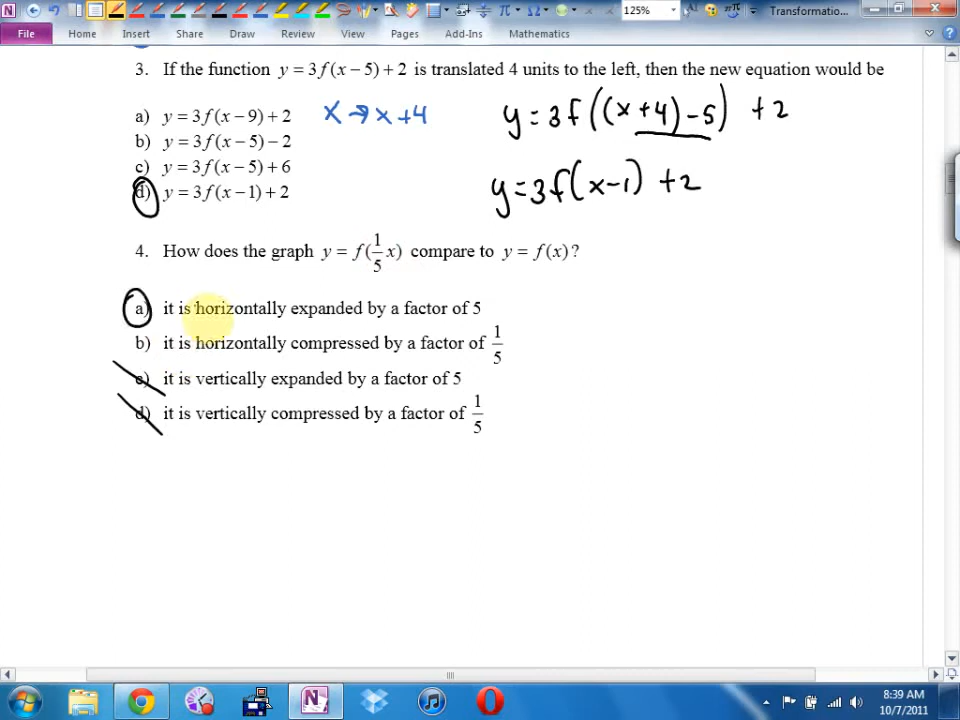 125%
Transformatio...
File Home Insert Share Draw Review View Pages Add-Ins Mathematics
3. If the function y = 3f(x − 5) + 2 is translated 4 units to the left, then the new equation would be
a) y = 3f(x − 9) + 2
b) y = 3f(x − 5) − 2
c) y = 3f(x − 5) + 6
d) y = 3f(x − 1) + 2
x → x+4
y = 3f((x+4)−5) + 2
y = 3f(x−1) + 2
4. How does the graph y = f(1/5 x) compare to y = f(x)?
a) it is horizontally expanded by a factor of 5
b) it is horizontally compressed by a factor of 1/5
c) it is vertically expanded by a factor of 5
d) it is vertically compressed by a factor of 1/5
8:39 AM
10/7/2011